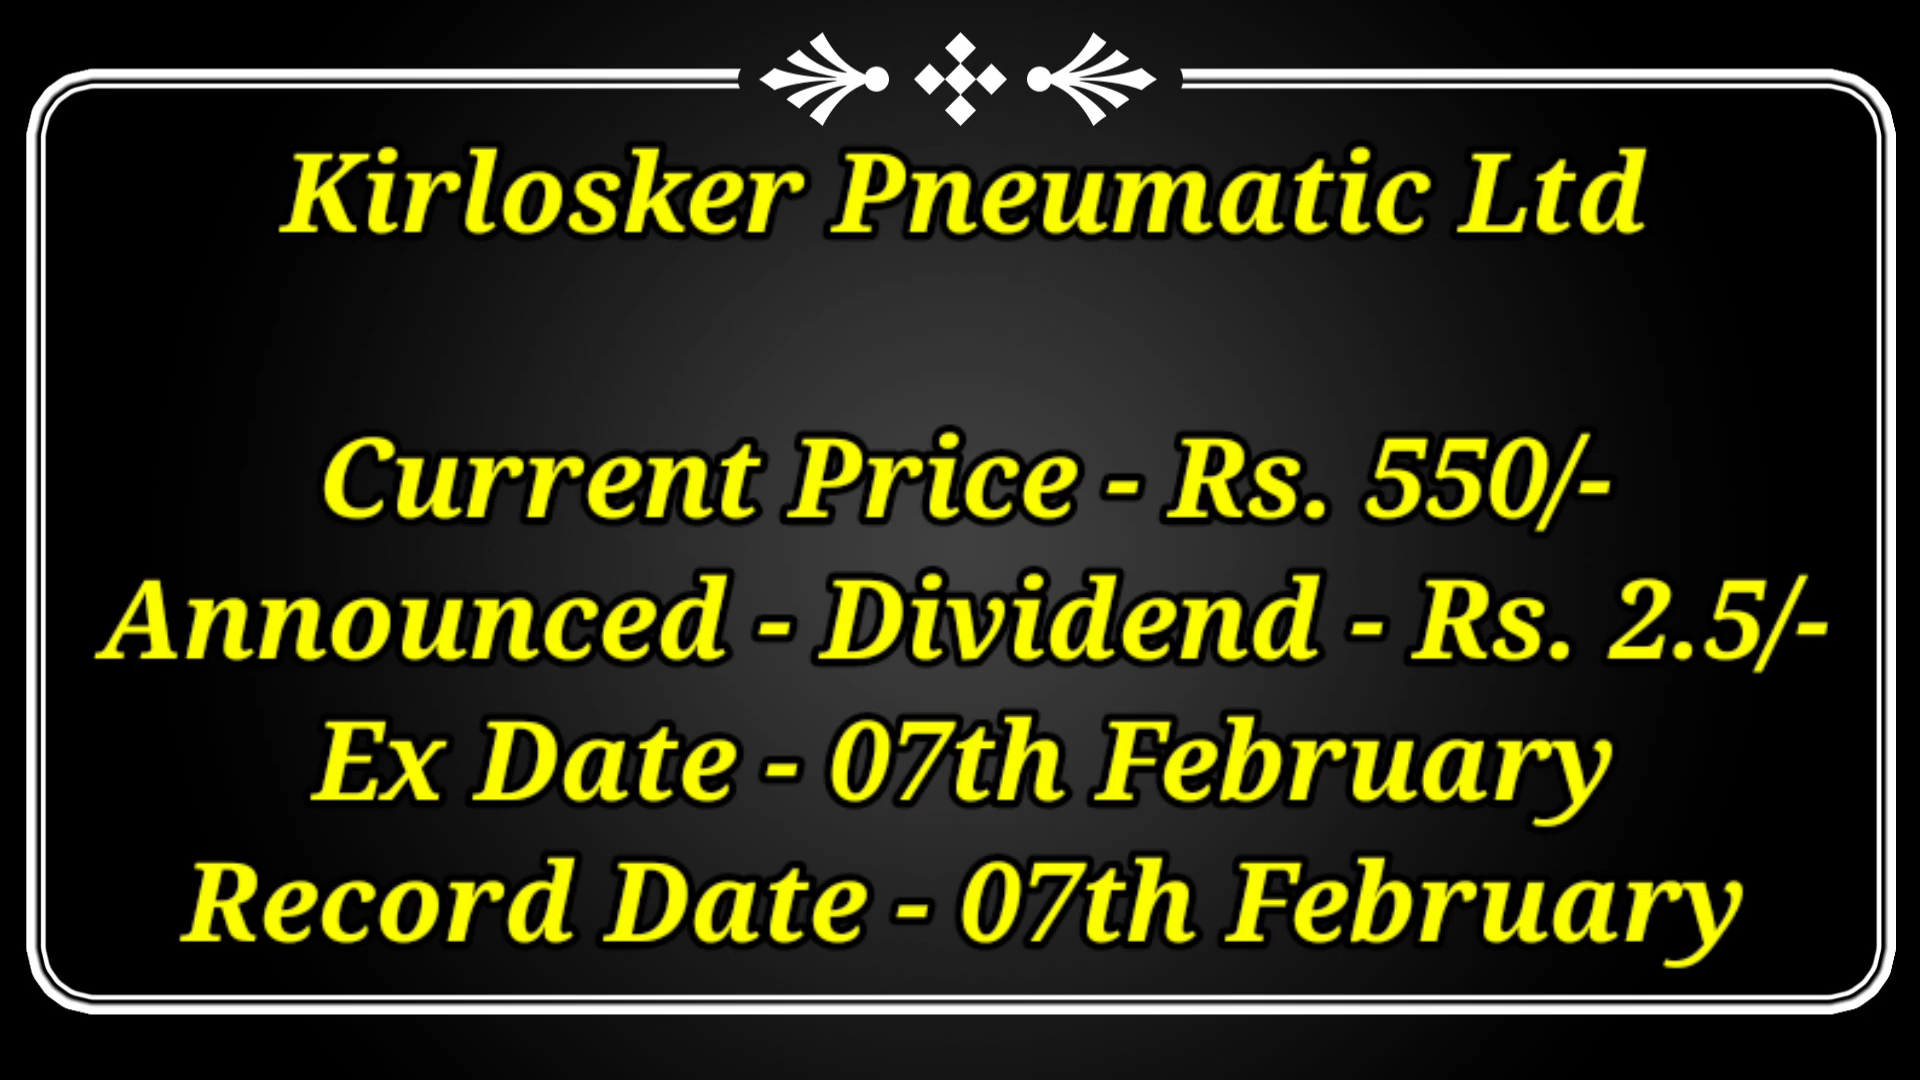 Kirlosker Pneumatic Ltd
Current Price - Rs. 550/-
Announced - Dividend - Rs. 2.5/-
Ex Date - 07th February
Record Date - 07th February